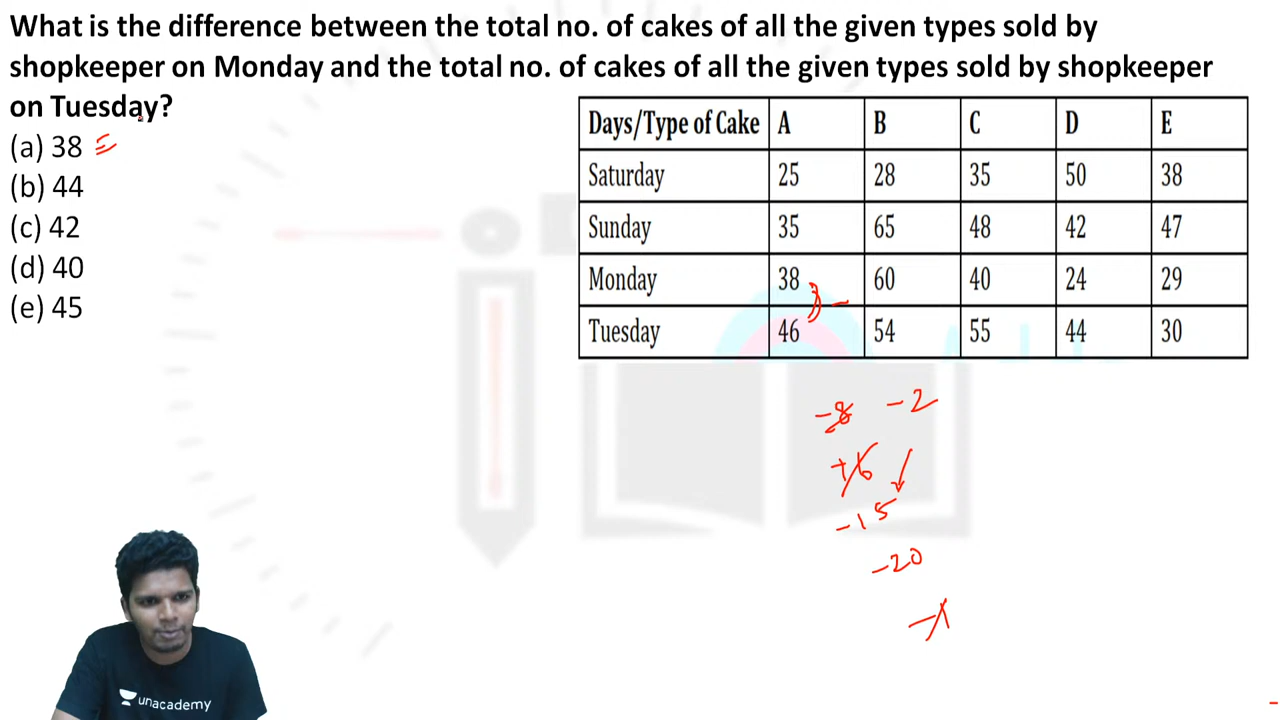 What is the difference between the total no. of cakes of all the given types sold by
shopkeeper on Monday and the total no. of cakes of all the given types sold by shopkeeper
on Tuesday?
(a) 38
(b) 44
(c) 42
(d) 40
(e) 45
Days/Type of Cake A B C D E
Saturday 25 28 35 50 38
Sunday 35 65 48 42 47
Monday 38 60 40 24 29
Tuesday 46 54 55 44 30
-8 -2
+6
-15
-20
-1
unacademy